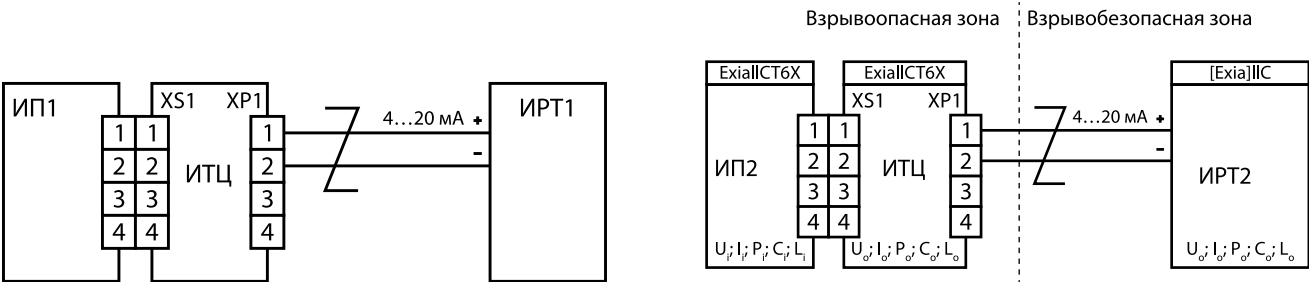 Взрывоопасная зона
Взрывобезопасная зона
ИП1
XS1 XP1
1 1 1
2 2 2
3 3 3
4 4 4
ИТЦ
4...20 мА +
-
ИРТ1
ExiaIICT6X
ExiaIICT6X
[Exia]IIC
XS1 XP1
1 1 1
2 2 2
3 3 3
4 4 4
ИП2
ИТЦ
4...20 мА +
-
ИРТ2
Ui; Ii; Pi; Ci; Li
Uo; Io; Po; Co; Lo
Uo; Io; Po; Co; Lo